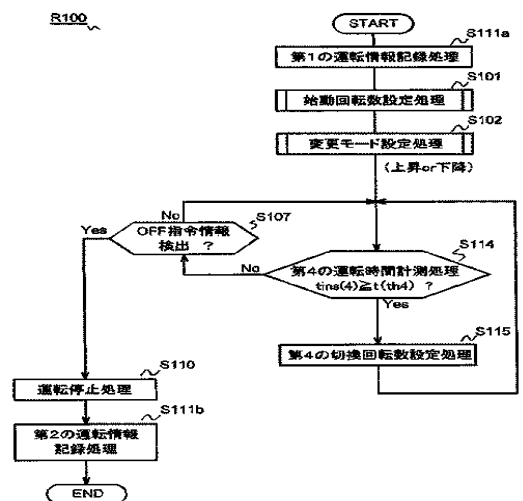 R100
START
S111a
第1の運転情報記録処理
S101
始動回転数設定処理
S102
変更モード設定処理
(上昇or下降)
No
S107
Yes
OFF指令情報
検出 ?
S114
No
第4の運転時間計測処理
tins(4)≧t(th4) ?
Yes
S115
第4の切換回転数設定処理
S110
運転停止処理
S111b
第2の運転情報
記録処理
END